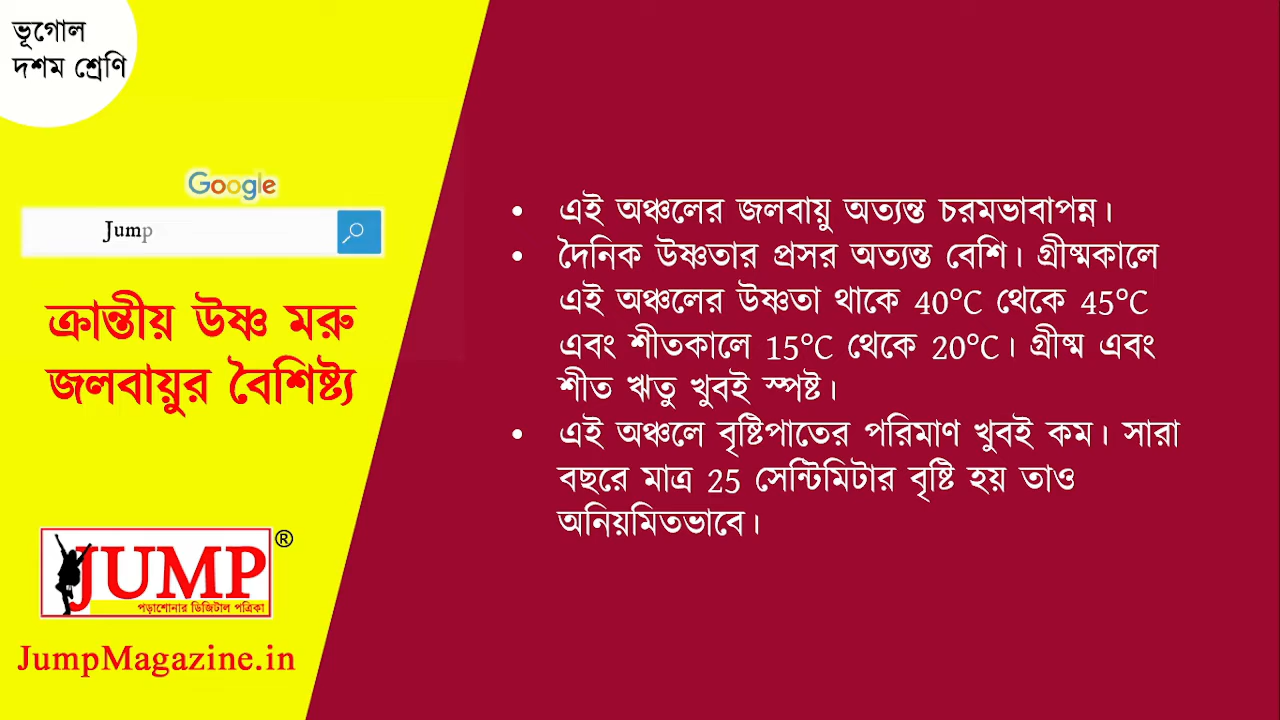 ভূগোল
দশম শ্রেণি
Google
Jump
ক্রান্তীয় উষ্ণ মরু
জলবায়ুর বৈশিষ্ট্য
JUMP®
পড়াশোনার ডিজিটাল পত্রিকা
JumpMagazine.in
• এই অঞ্চলের জলবায়ু অত্যন্ত চরমভাবাপন্ন।
• দৈনিক উষ্ণতার প্রসর অত্যন্ত বেশি। গ্রীষ্মকালে
এই অঞ্চলের উষ্ণতা থাকে 40°C থেকে 45°C
এবং শীতকালে 15°C থেকে 20°C। গ্রীষ্ম এবং
শীত ঋতু খুবই স্পষ্ট।
• এই অঞ্চলে বৃষ্টিপাতের পরিমাণ খুবই কম। সারা
বছরে মাত্র 25 সেন্টিমিটার বৃষ্টি হয় তাও
অনিয়মিতভাবে।